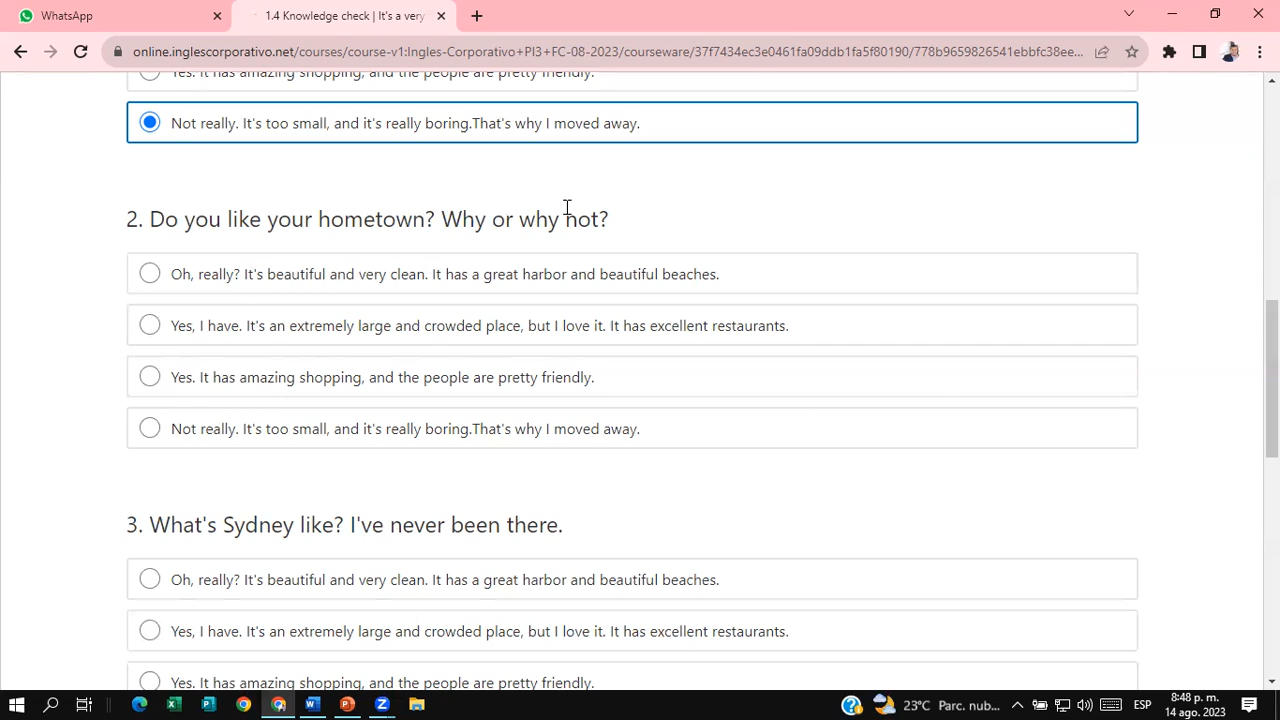 WhatsApp
1.4 Knowledge check | It's a very
online.inglescorporativo.net/courses/course-v1:Ingles-Corporativo+PI3+FC-08-2023/courseware/37f7434ec3e0461fa09ddb1fa5f80190/778b9659826541ebbfc38ee...
Yes. It has amazing shopping, and the people are pretty friendly.
Not really. It's too small, and it's really boring.That's why I moved away.
2. Do you like your hometown? Why or why not?
Oh, really? It's beautiful and very clean. It has a great harbor and beautiful beaches.
Yes, I have. It's an extremely large and crowded place, but I love it. It has excellent restaurants.
Yes. It has amazing shopping, and the people are pretty friendly.
Not really. It's too small, and it's really boring.That's why I moved away.
3. What's Sydney like? I've never been there.
Oh, really? It's beautiful and very clean. It has a great harbor and beautiful beaches.
Yes, I have. It's an extremely large and crowded place, but I love it. It has excellent restaurants.
Yes. It has amazing shopping, and the people are pretty friendly.
23°C Parc. nub... ESP 8:48 p. m.
14 ago. 2023